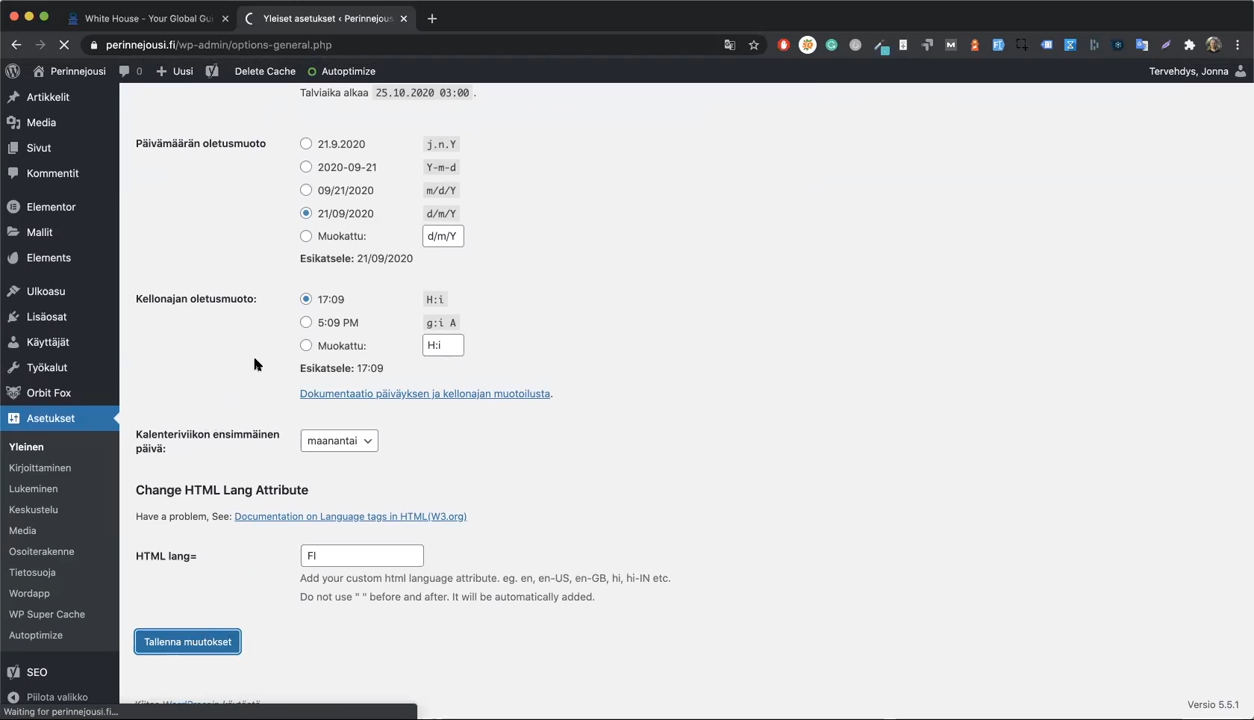 White House - Your Global Gui
Yleiset asetukset ‹ Perinnejous
perinnejousi.fi/wp-admin/options-general.php
Perinnejousi
0
Uusi
Delete Cache
Autoptimize
Tervehdys, Jonna
Artikkelit
Media
Sivut
Kommentit
Elementor
Mallit
Elements
Ulkoasu
Lisäosat
Käyttäjät
Työkalut
Orbit Fox
Asetukset
Yleinen
Kirjoittaminen
Lukeminen
Keskustelu
Media
Osoiterakenne
Tietosuoja
Wordapp
WP Super Cache
Autoptimize
SEO
Piilota valikko
Talviaika alkaa 25.10.2020 03:00 .
Päivämäärän oletusmuoto
21.9.2020 j.n.Y
2020-09-21 Y-m-d
09/21/2020 m/d/Y
21/09/2020 d/m/Y
Muokattu: d/m/Y
Esikatsele: 21/09/2020
Kellonajan oletusmuoto:
17:09 H:i
5:09 PM g:i A
Muokattu: H:i
Esikatsele: 17:09
Dokumentaatio päiväyksen ja kellonajan muotoilusta.
Kalenteriviikon ensimmäinen
päivä:
maanantai
Change HTML Lang Attribute
Have a problem, See: Documentation on Language tags in HTML(W3.org)
HTML lang=
FI
Add your custom html language attribute. eg. en, en-US, en-GB, hi, hi-IN etc.
Do not use " " before and after. It will be automatically added.
Tallenna muutokset
Kiitos WordPressin käytöstä
Versio 5.5.1
Waiting for perinnejousi.fi...